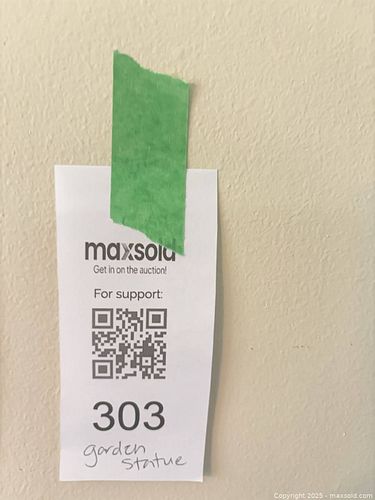 maxsold
Get in on the auction!
For support:
303
garden
statue
Copyright 2025 - maxsold.com